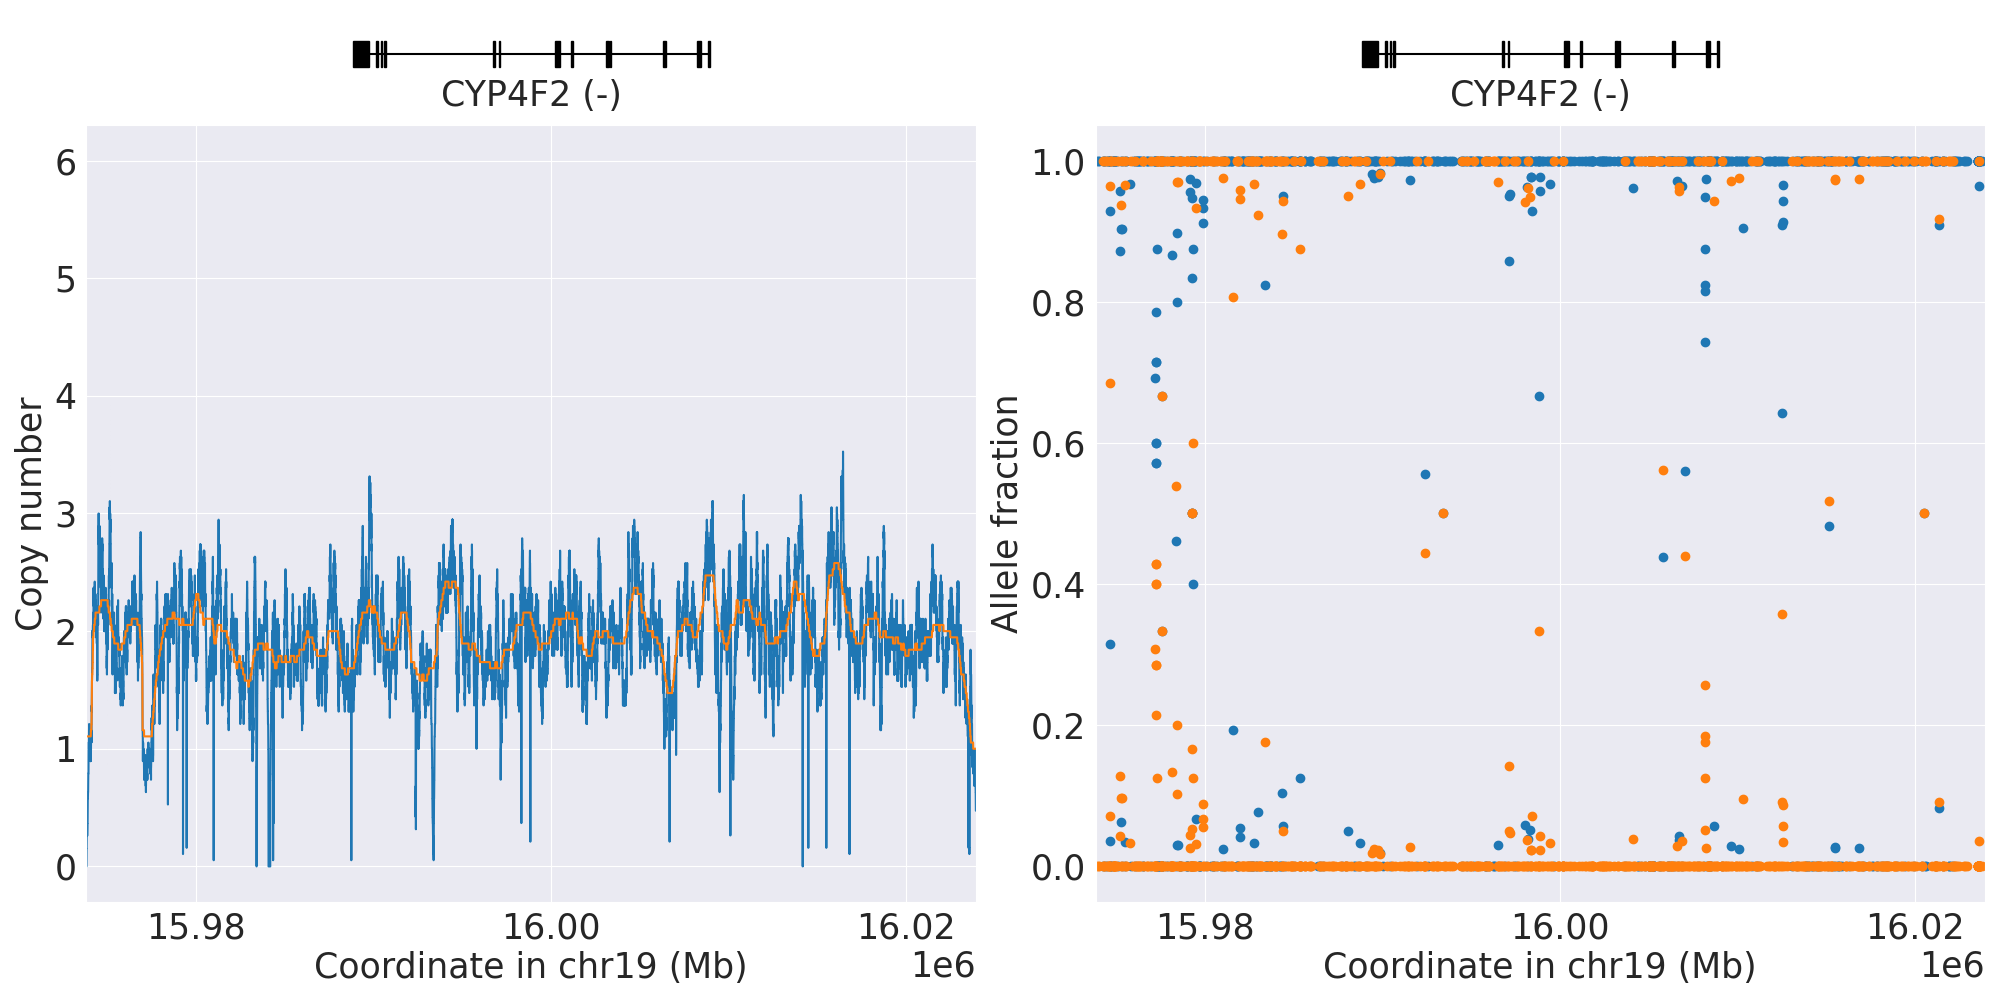 CYP4F2 (-)
6
5
4
3
2
1
0
Copy number
15.98
16.00
16.02
Coordinate in chr19 (Mb)
1e6
CYP4F2 (-)
1.0
0.8
0.6
0.4
0.2
0.0
Allele fraction
15.98
16.00
16.02
Coordinate in chr19 (Mb)
1e6